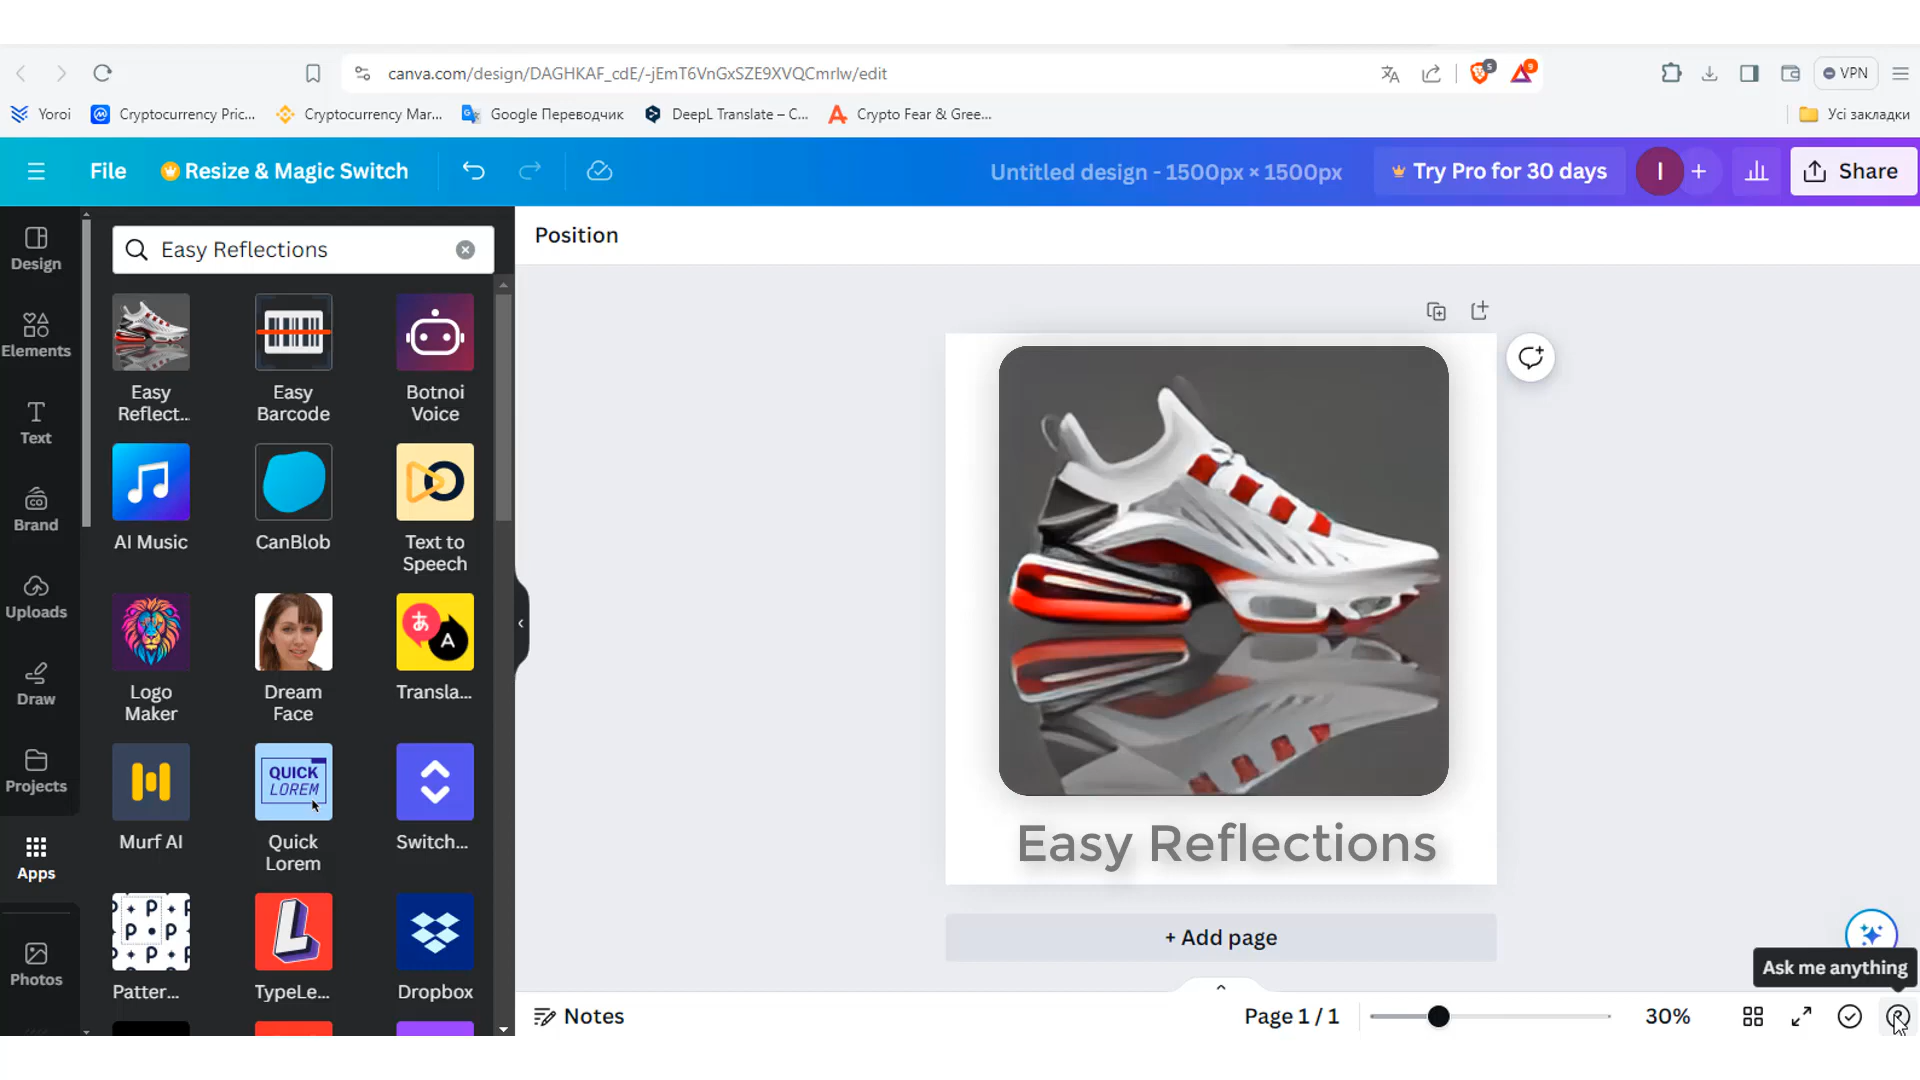 canva.com/design/DAGHKAF_cdE/-jEmT6VnGxSZE9XVQCmrlw/edit
5
9
VPN
Yoroi
Cryptocurrency Pric...
Cryptocurrency Mar...
Google Переводчик
DeepL Translate – C...
Crypto Fear & Gree...
Усі закладки
File
Resize & Magic Switch
Untitled design - 1500px × 1500px
Try Pro for 30 days
I
+
Share
Easy Reflections
Position
Design
Elements
Text
Brand
Uploads
Draw
Projects
Apps
Photos
Easy
Reflect...
Easy
Barcode
Botnoi
Voice
AI Music
CanBlob
Text to
Speech
Logo
Maker
Dream
Face
あ
A
Transla...
Murf AI
QUICK
LOREM
Quick
Lorem
Switch...
Patter...
TypeLe...
Dropbox
Easy Reflections
+ Add page
Ask me anything
Notes
Page 1 / 1
30%